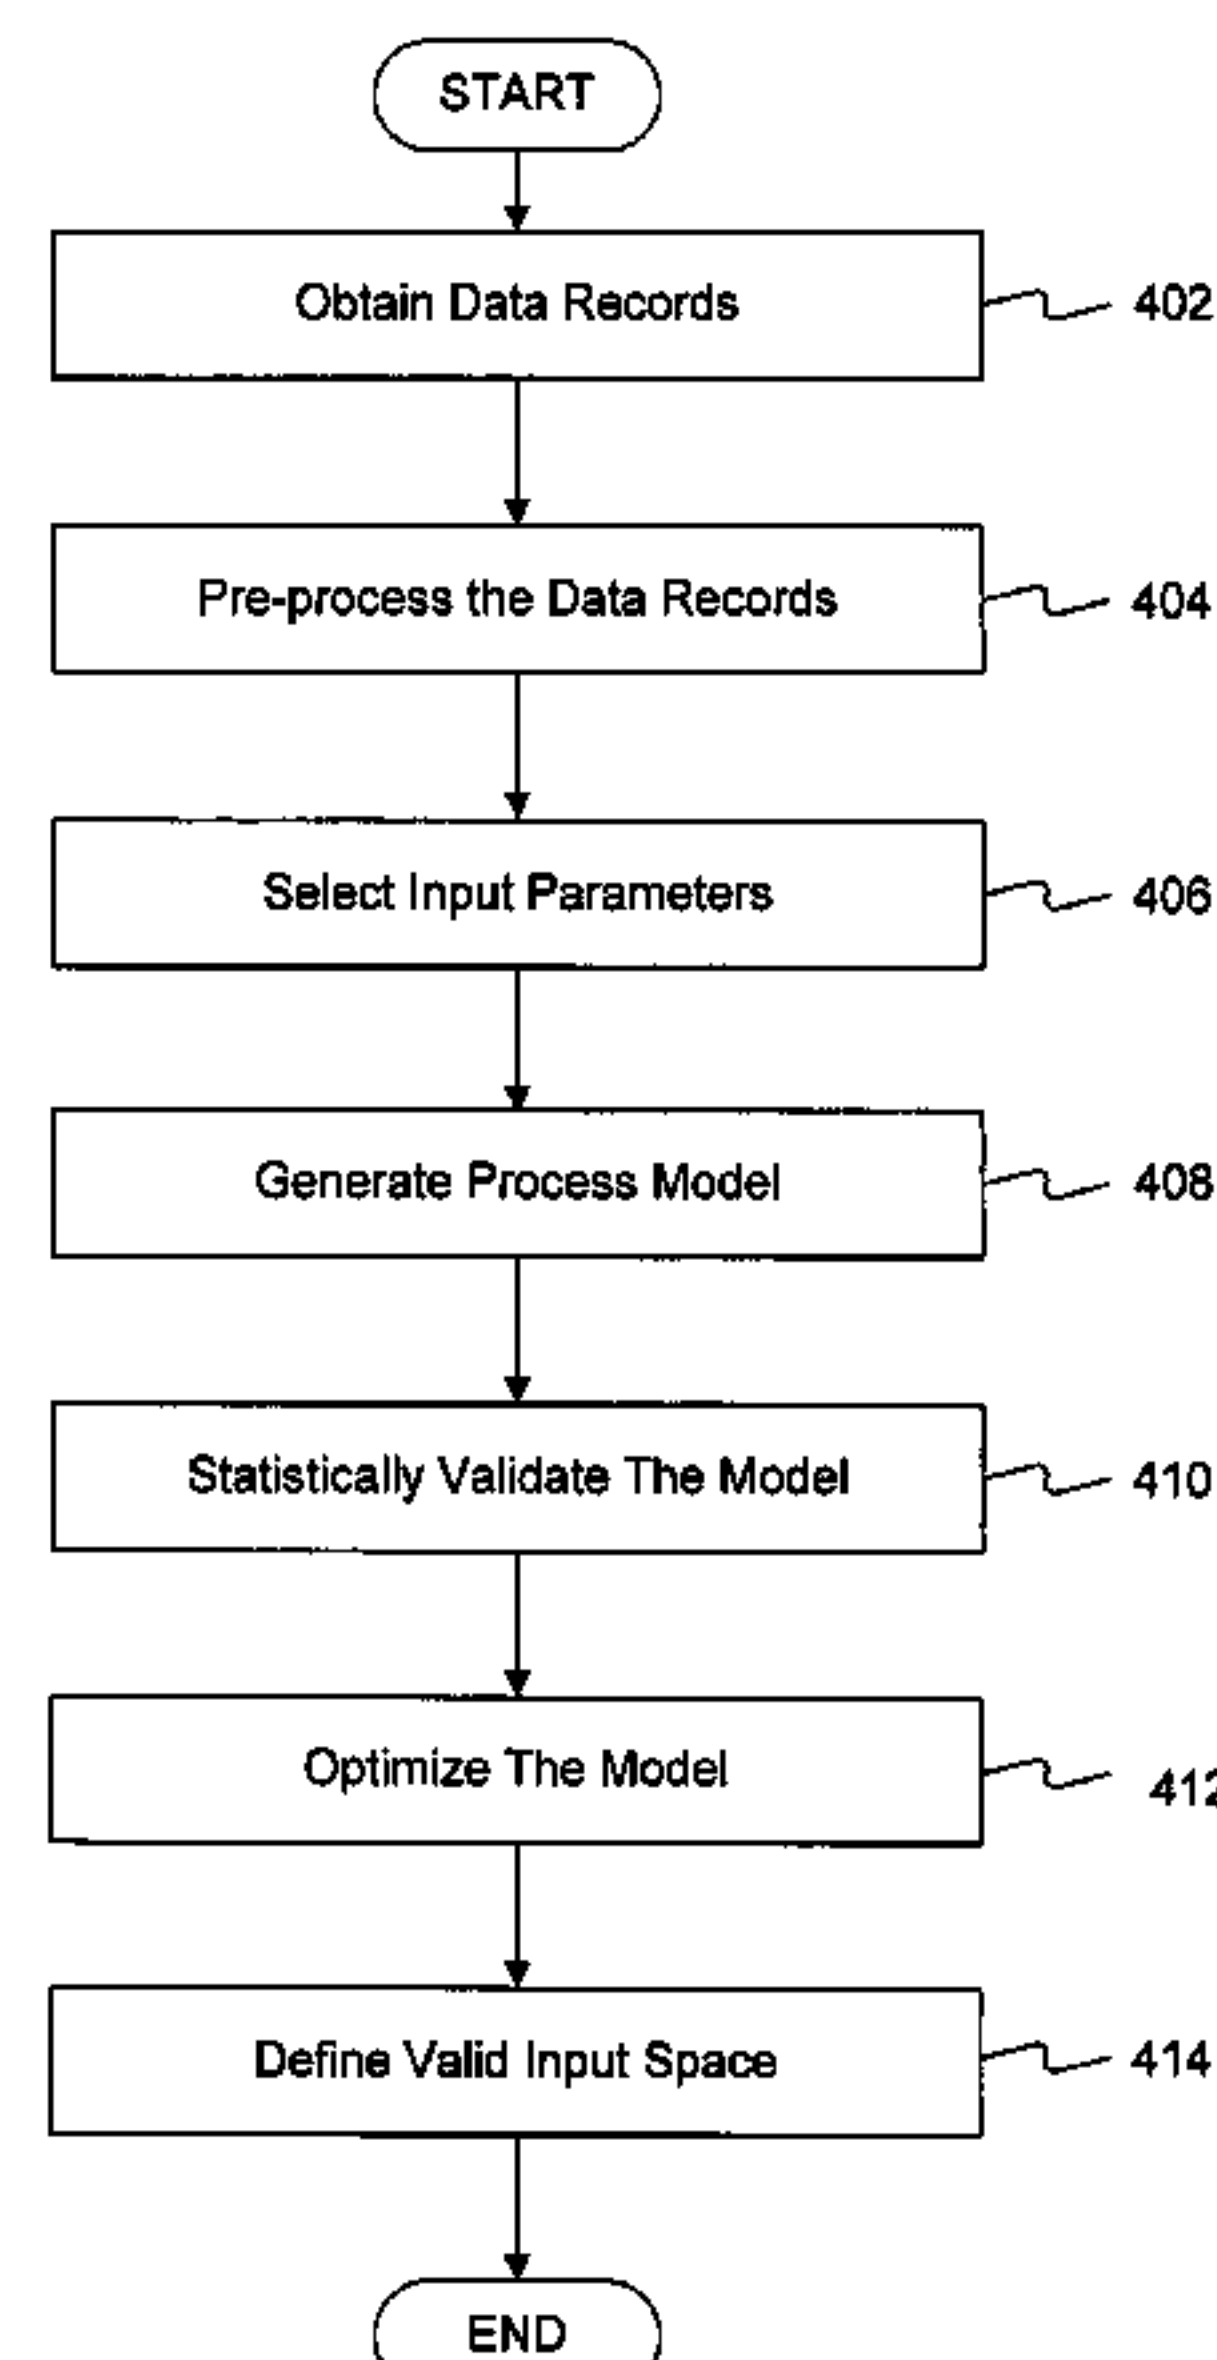 START
Obtain Data Records
402
Pre-process the Data Records
404
Select Input Parameters
406
Generate Process Model
408
Statistically Validate The Model
410
Optimize The Model
412
Define Valid Input Space
414
END